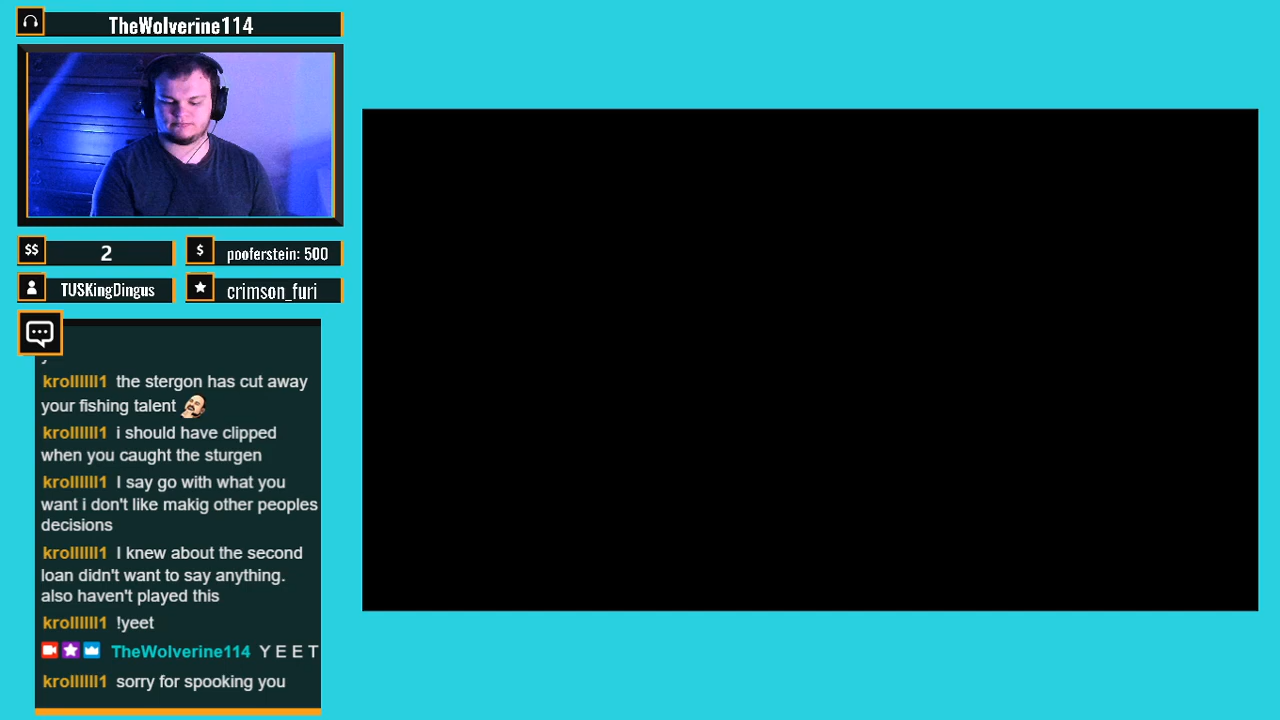 TheWolverine114
$$ 2
$ pooferstein: 500
TUSKingDingus
crimson_furi
krollllll1 the stergon has cut away
your fishing talent
krollllll1 i should have clipped
when you caught the sturgen
krollllll1 I say go with what you
want i don't like makig other peoples
decisions
krollllll1 I knew about the second
loan didn't want to say anything.
also haven't played this
krollllll1 !yeet
TheWolverine114 Y E E T
krollllll1 sorry for spooking you